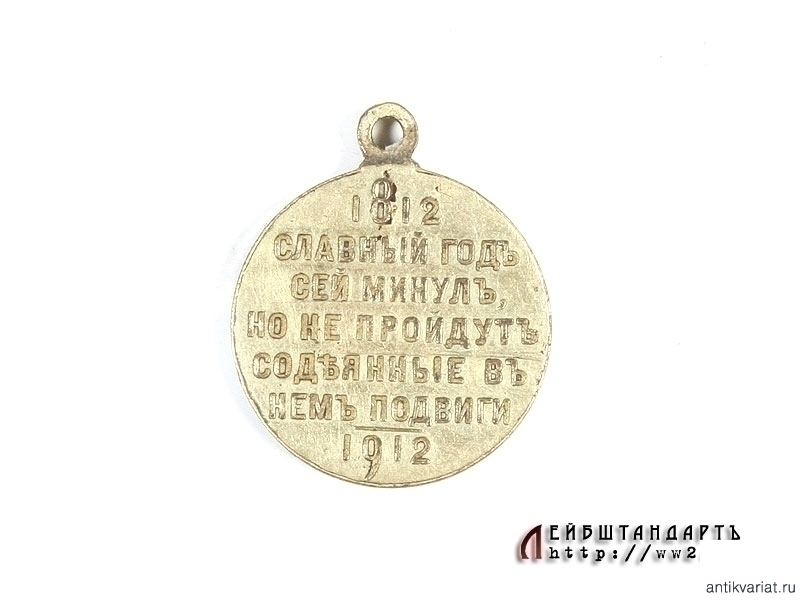 1812
СЛАВНЫЙ ГОДЪ
СЕЙ МИНУЛЪ,
НО НЕ ПРОЙДУТЪ
СОДѢЯННЫЕ ВЪ
НЕМЪ ПОДВИГИ
1912
ЛЕЙБШТАНДАРТЪ
http://ww2
antikvariat.ru